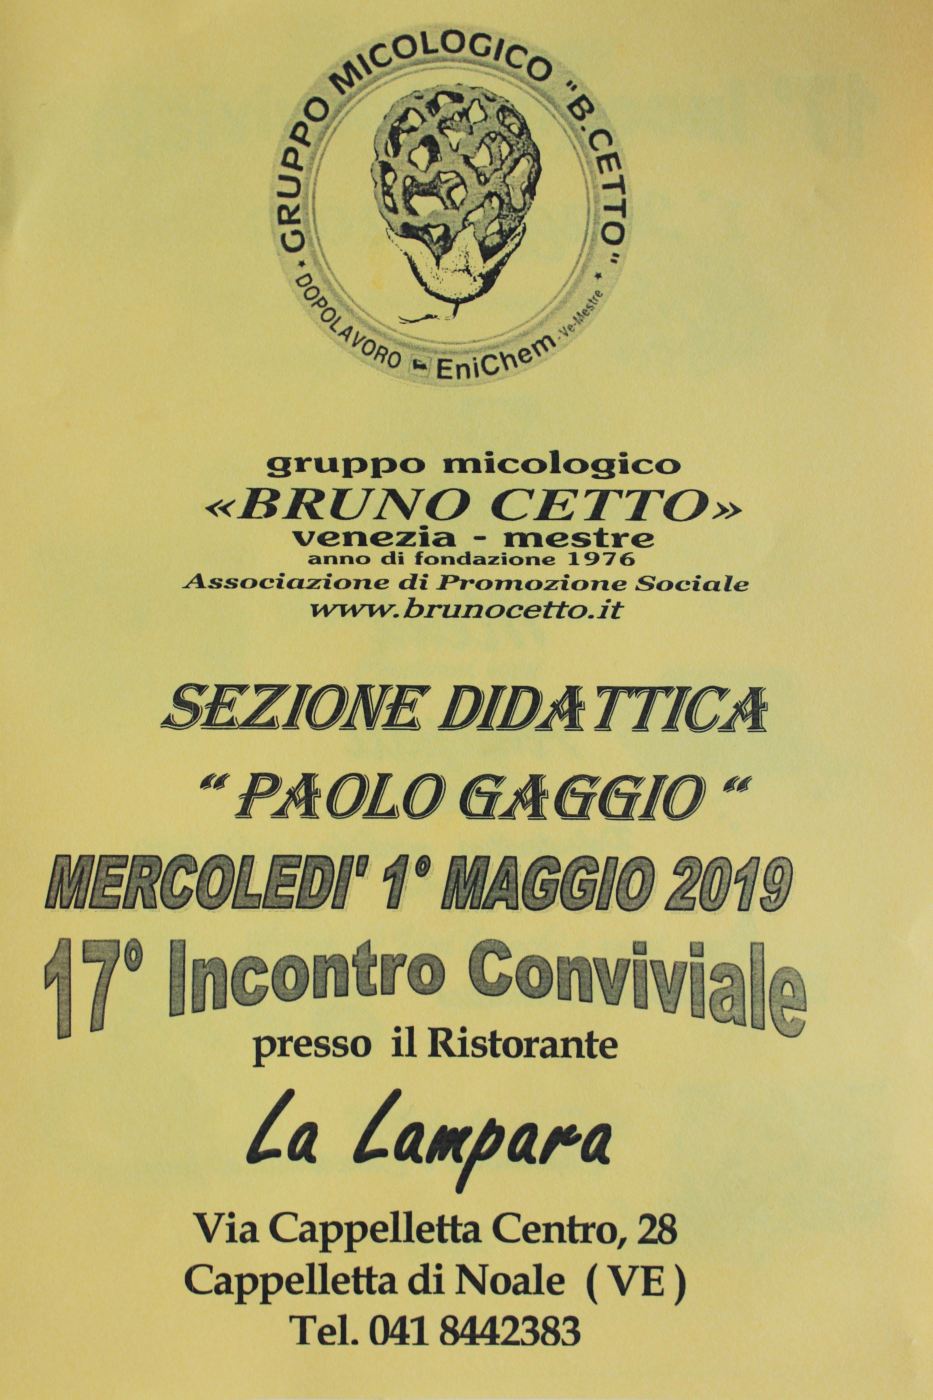 GRUPPO MICOLOGICO "B.CETTO"
* DOPOLAVORO EniChem - Ve-Mestre *
gruppo micologico
«BRUNO CETTO»
venezia - mestre
anno di fondazione 1976
Associazione di Promozione Sociale
www.brunocetto.it
SEZIONE DIDATTICA
“ PAOLO GAGGIO “
MERCOLEDI' 1° MAGGIO 2019
17° Incontro Conviviale
presso il Ristorante
La Lampara
Via Cappelletta Centro, 28
Cappelletta di Noale ( VE )
Tel. 041 8442383